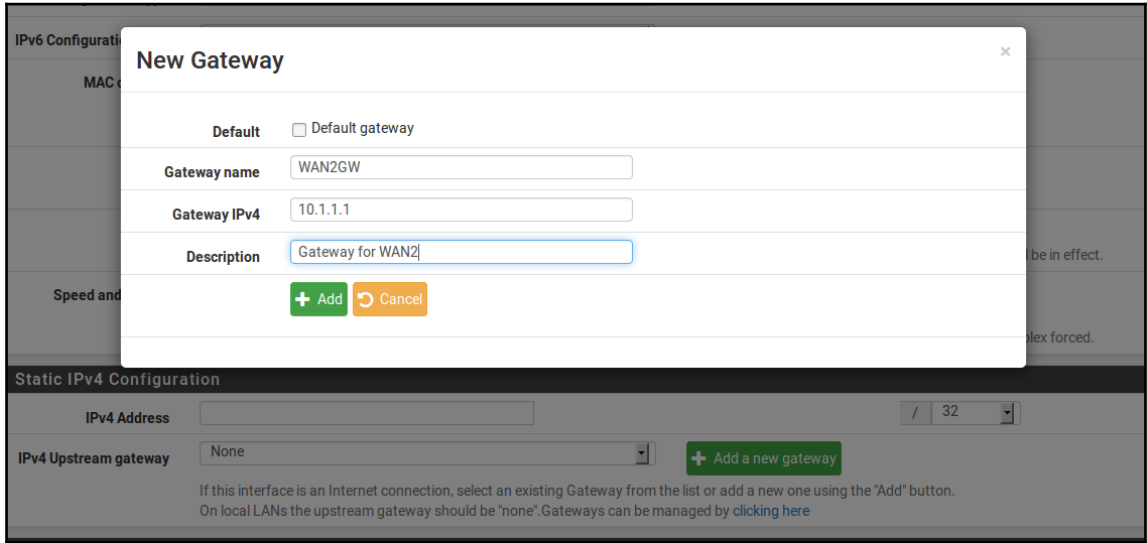 IPv6 Configurati
New Gateway
×
MAC
Default
Default gateway
Gateway name
WAN2GW
Gateway IPv4
10.1.1.1
Description
Gateway for WAN2
be in effect.
Speed and
Add
Cancel
plex forced.
Static IPv4 Configuration
IPv4 Address
/ 32
IPv4 Upstream gateway
None
Add a new gateway
If this interface is an Internet connection, select an existing Gateway from the list or add a new one using the "Add" button.
On local LANs the upstream gateway should be "none".Gateways can be managed by clicking here